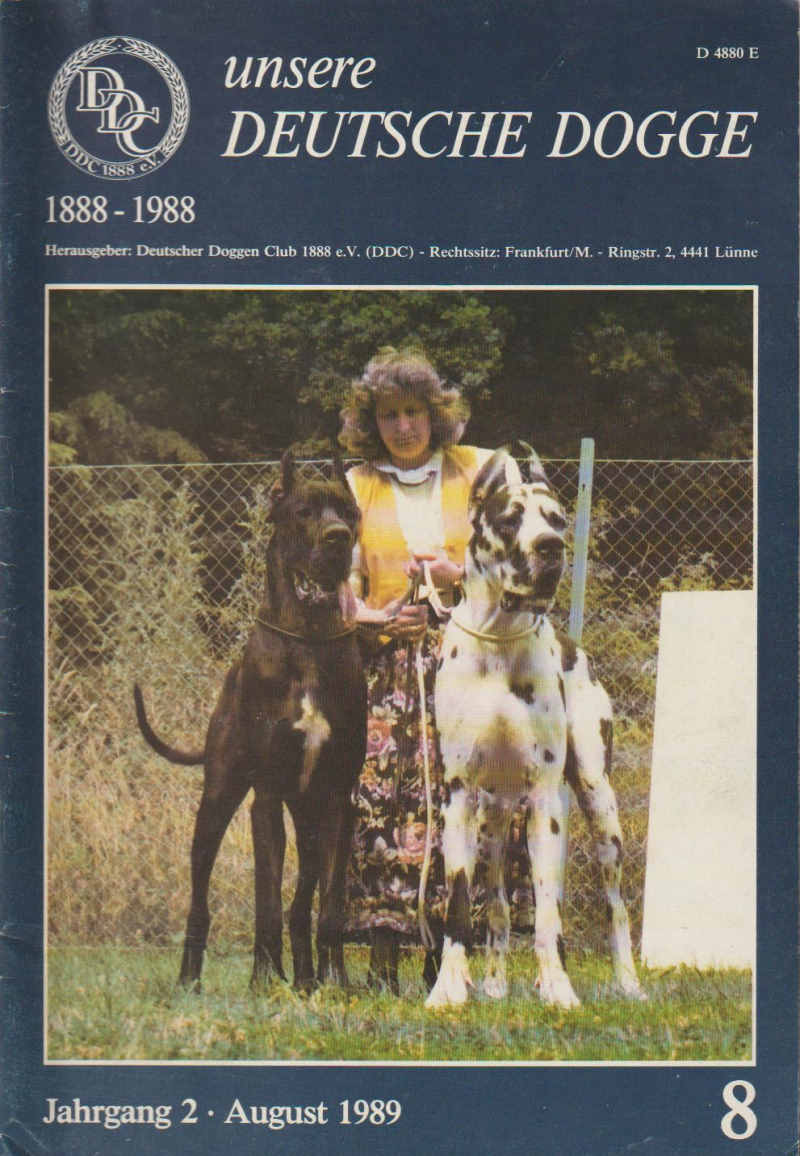 DDC
DDC 1888 e.V.
D 4880 E
unsere
DEUTSCHE DOGGE
1888 - 1988
Herausgeber: Deutscher Doggen Club 1888 e.V. (DDC) - Rechtssitz: Frankfurt/M. - Ringstr. 2, 4441 Lünne
Jahrgang 2 · August 1989
8